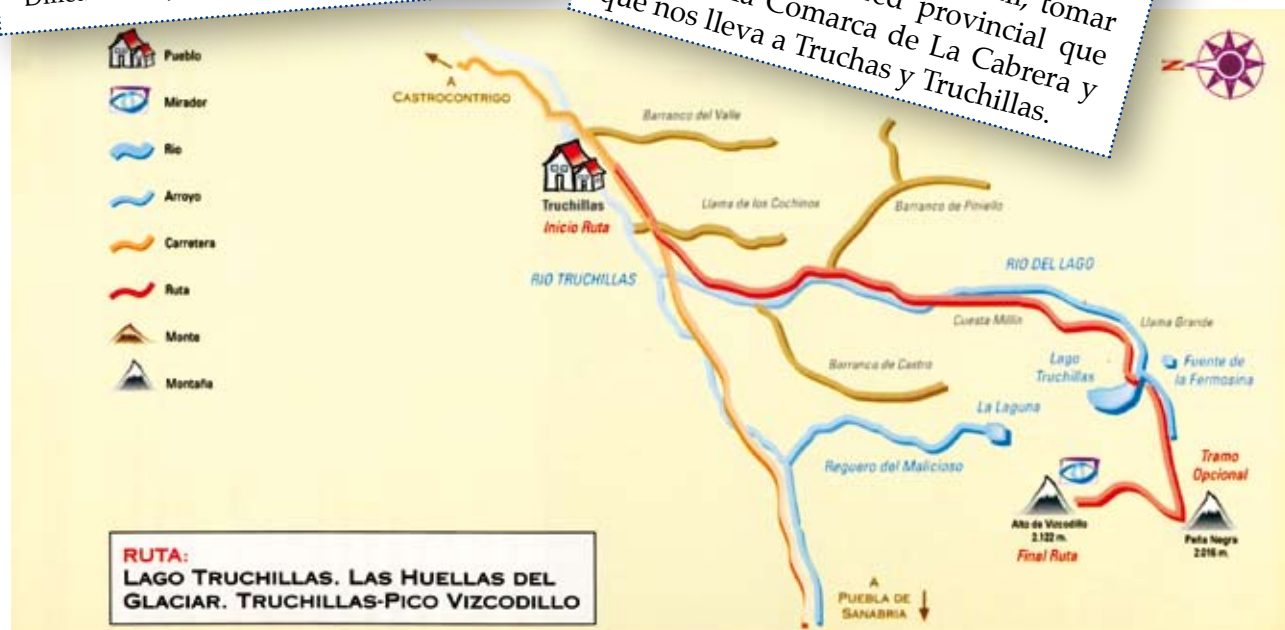 tomar
provincial que
Comarca de La Cabrera y
que nos lleva a Truchas y Truchillas.
Pueblo
Mirador
Rio
Arroyo
Carretera
Ruta
Monte
Montaña
A
CASTROCONTRIGO
N
Barranco del Valle
Truchillas
Inicio Ruta
Llama de los Cochinos
Barranco de Piniello
RIO TRUCHILLAS
RIO DEL LAGO
Cuesta Millín
Llama Grande
Lago
Truchillas
Fuente de
la Fermosina
Barranco de Castro
La Laguna
Reguero del Malicioso
Tramo
Opcional
Alto de Vizcodillo
2.122 m.
Final Ruta
Peña Negra
2.016 m.
A
PUEBLA DE
SANABRIA
RUTA:
LAGO TRUCHILLAS. LAS HUELLAS DEL
GLACIAR. TRUCHILLAS-PICO VIZCODILLO